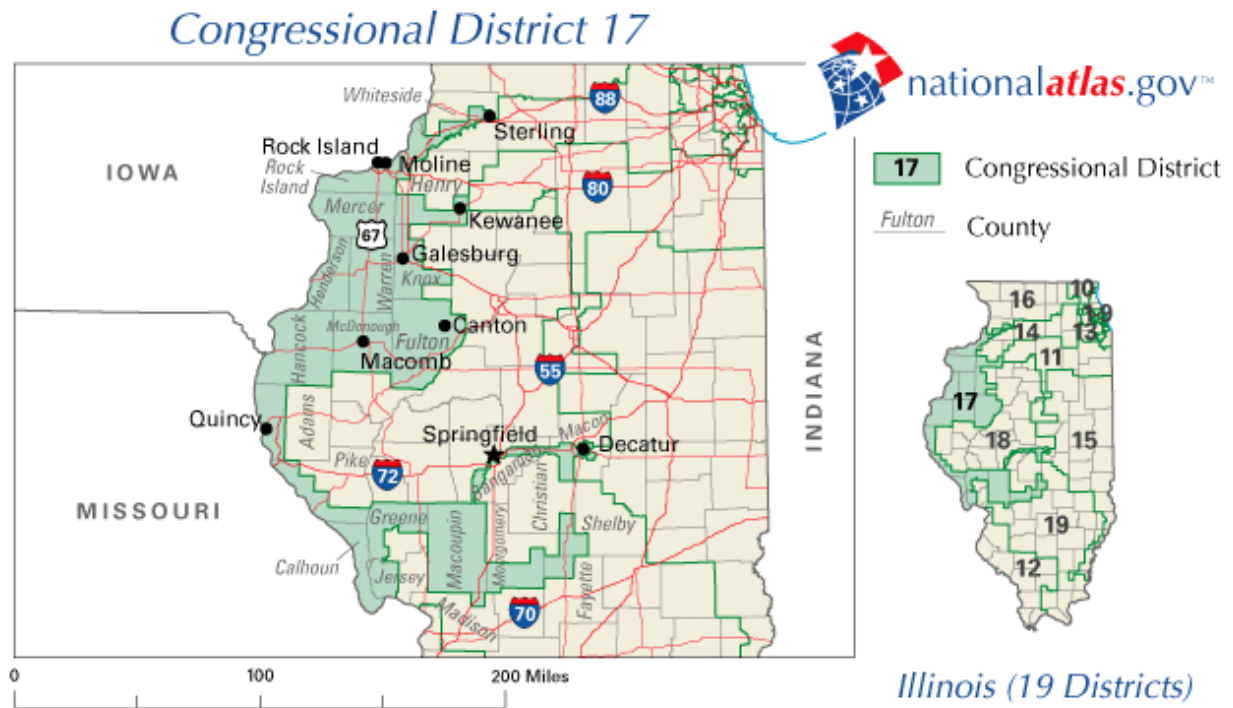 Congressional District 17
nationalatlas.gov™
Whiteside
88
Sterling
Rock Island
Moline
Rock
Island
Henry
IOWA
80
Mercer
Kewanee
67
Galesburg
Henderson
Warren
Knox
Canton
McDonough
Fulton
Hancock
Macomb
55
INDIANA
Quincy
Adams
Springfield
Macon
Decatur
Pike
72
Sangamon
Christian
MISSOURI
Greene
Shelby
Macoupin
Montgomery
Calhoun
Jersey
Fayette
Madison
70
0
100
200 Miles
17
Congressional District
Fulton
County
16
10
14
13
11
17
18
15
19
12
Illinois (19 Districts)